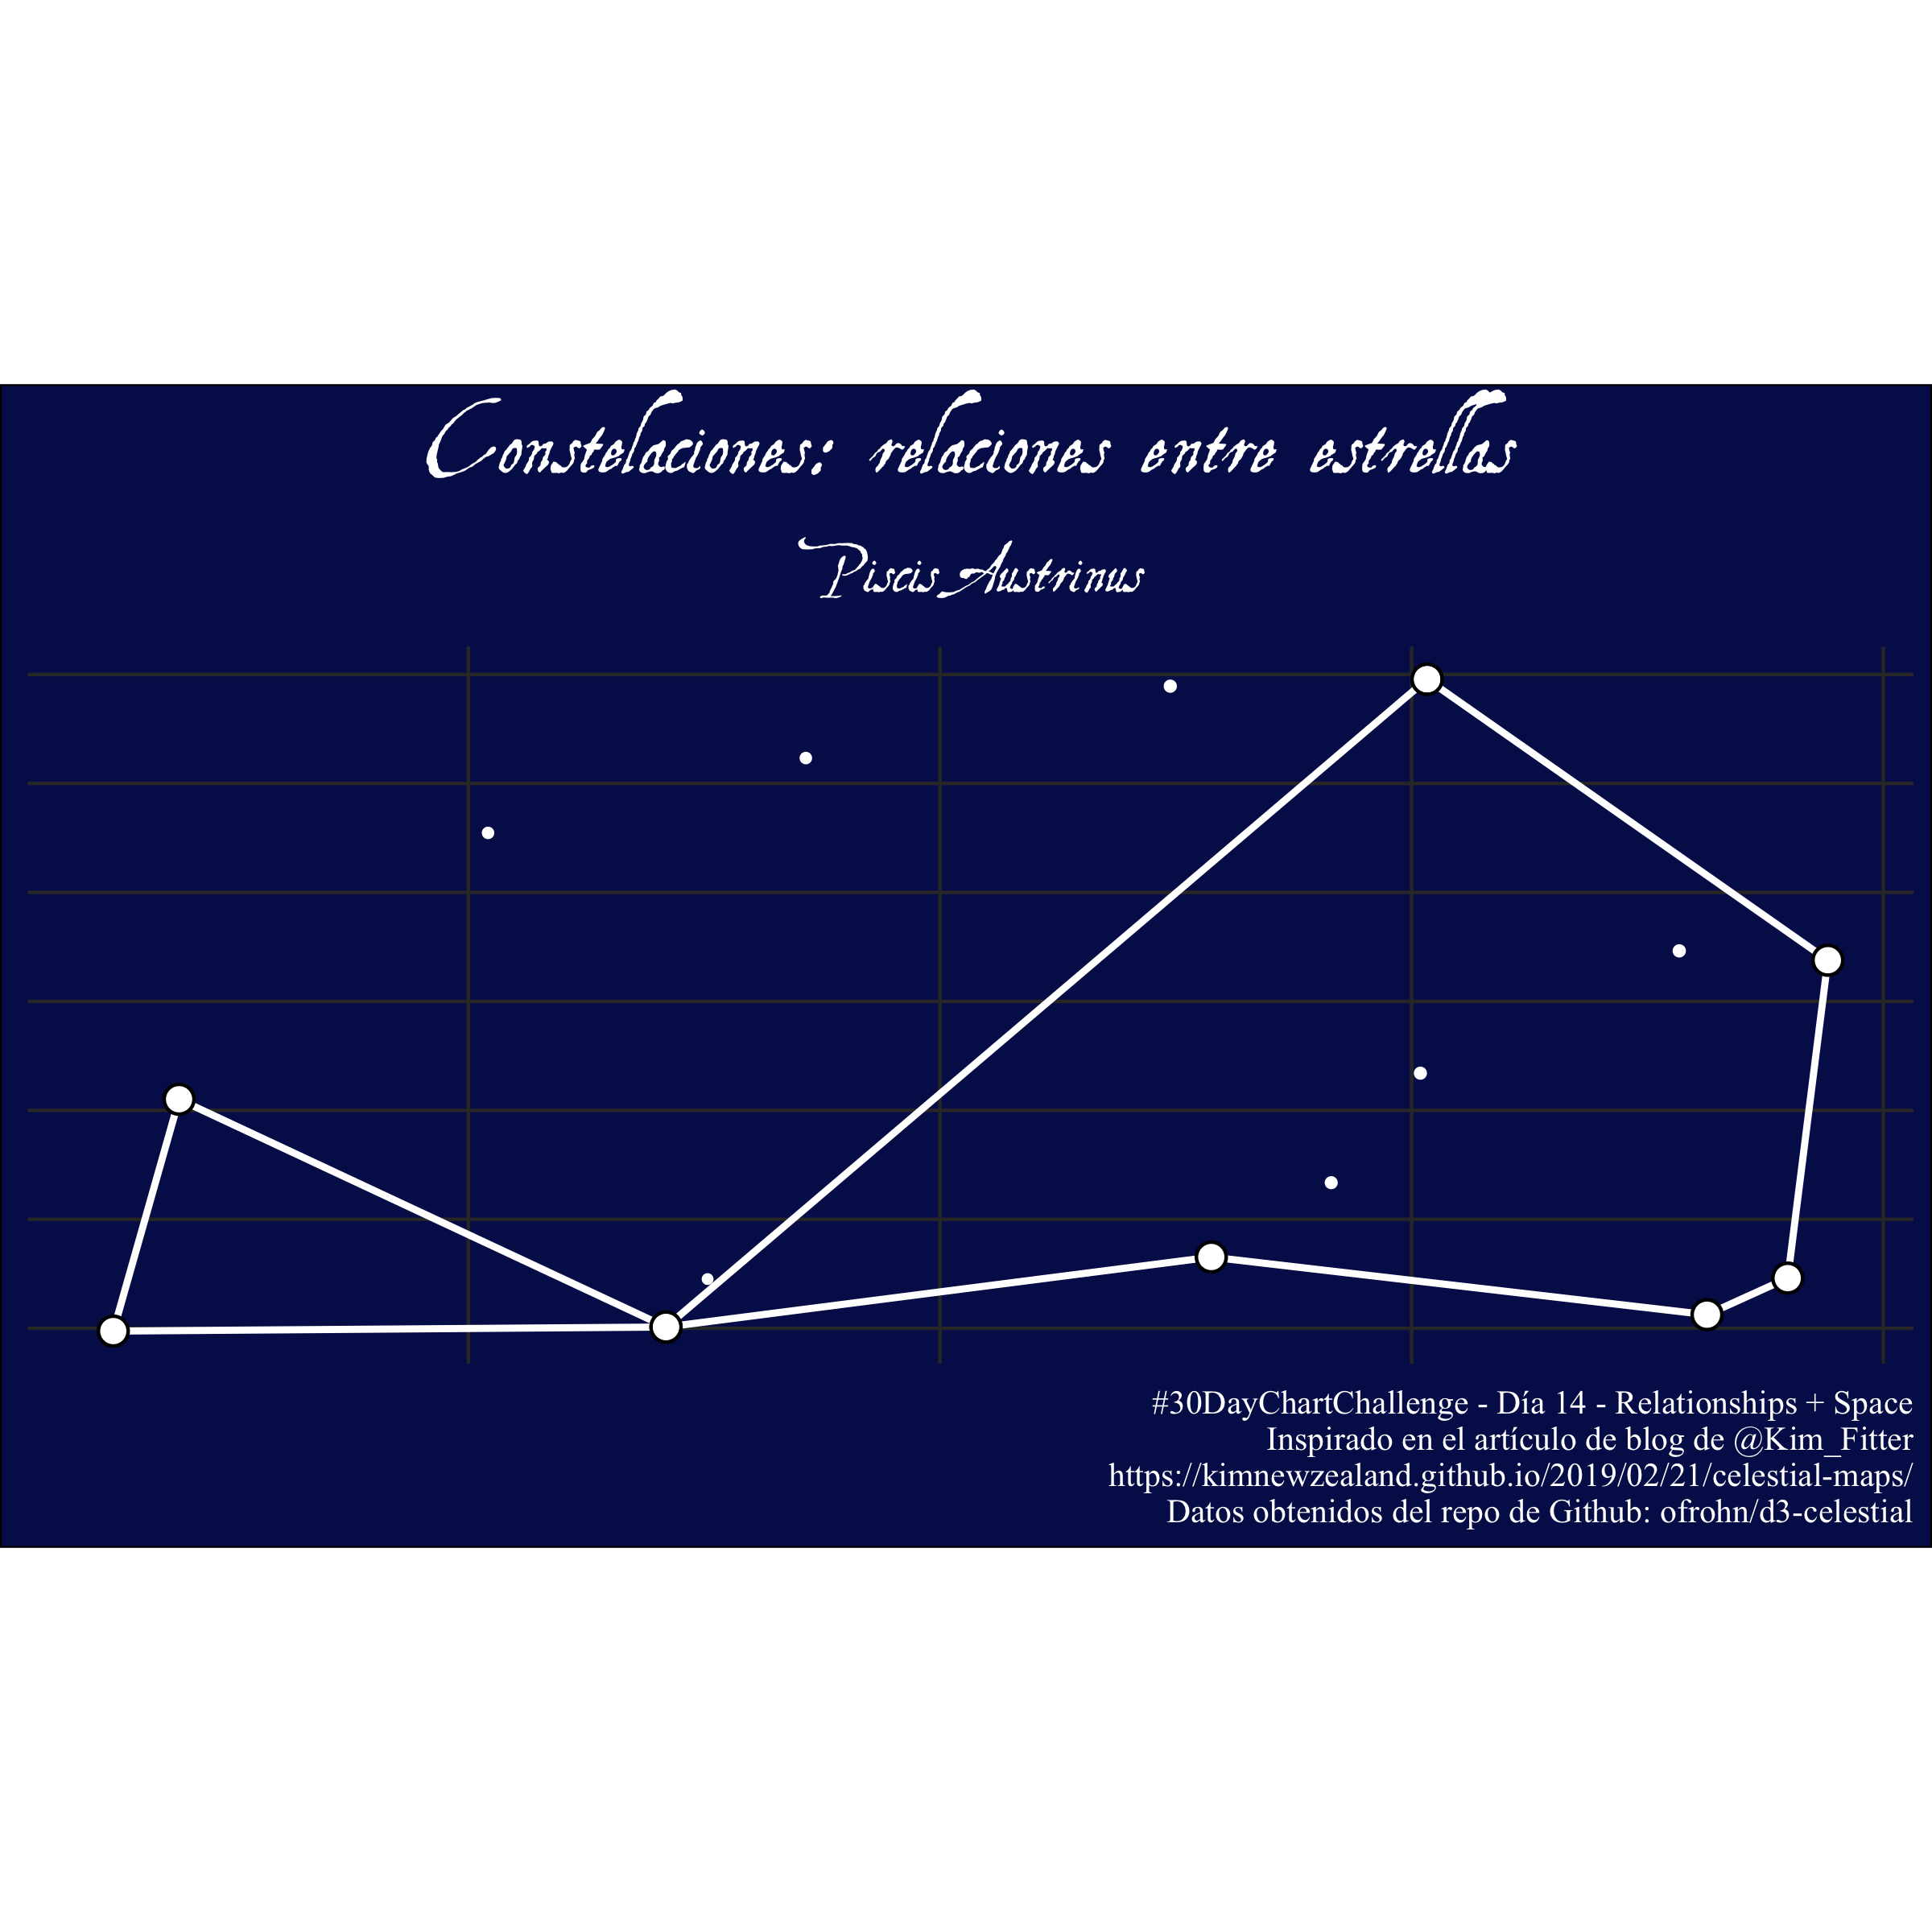 Constelaciones: relaciones entre estrellas
Piscis Austrinus
#30DayChartChallenge - Día 14 - Relationships + Space
Inspirado en el artículo de blog de @Kim_Fitter
https://kimnewzealand.github.io/2019/02/21/celestial-maps/
Datos obtenidos del repo de Github: ofrohn/d3-celestial